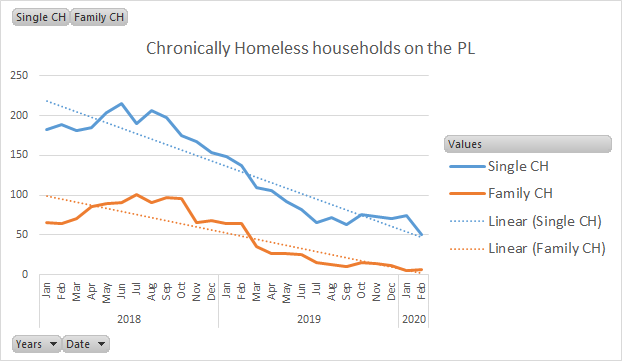 Single CH Family CH
Chronically Homeless households on the PL
250
200
150
100
50
0
Jan Feb Mar Apr May Jun Jul Aug Sep Oct Nov Dec Jan Feb Mar Apr May Jun Jul Aug Sep Oct Nov Dec Jan Feb
2018 2019 2020
Values
Single CH
Family CH
Linear (Single CH)
Linear (Family CH)
Years Date